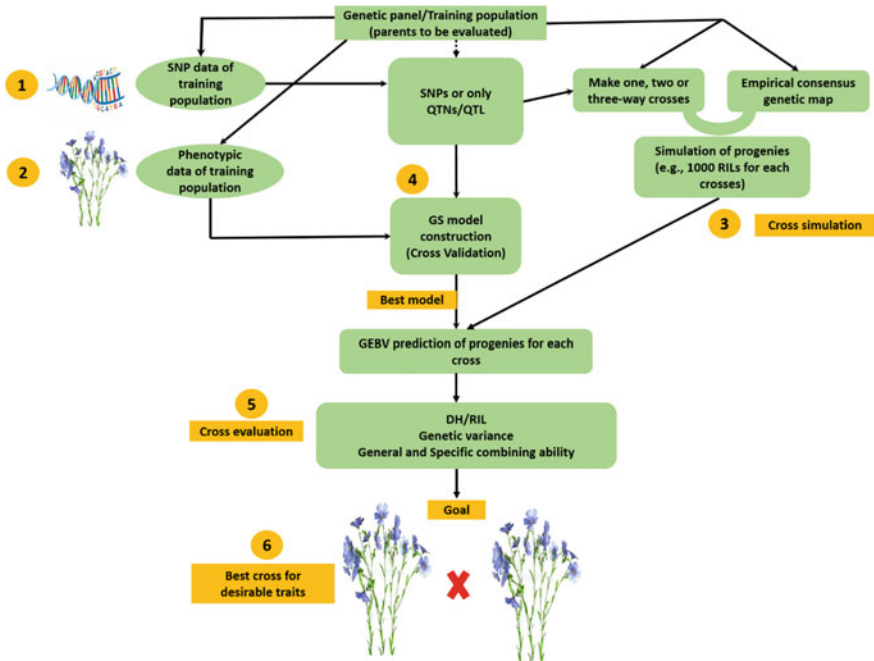 Genetic panel/Training population
(parents to be evaluated)
1
SNP data of
training
population
SNPs or only
QTNs/QTL
Make one, two or
three-way crosses
Empirical consensus
genetic map
2
Phenotypic
data of training
population
Simulation of progenies
(e.g., 1000 RILs for each
crosses)
4
GS model
construction
(Cross Validation)
3
Cross simulation
Best model
GEBV prediction of progenies for each
cross
5
Cross evaluation
DH/RIL
Genetic variance
General and Specific combining ability
Goal
6
Best cross for
desirable traits